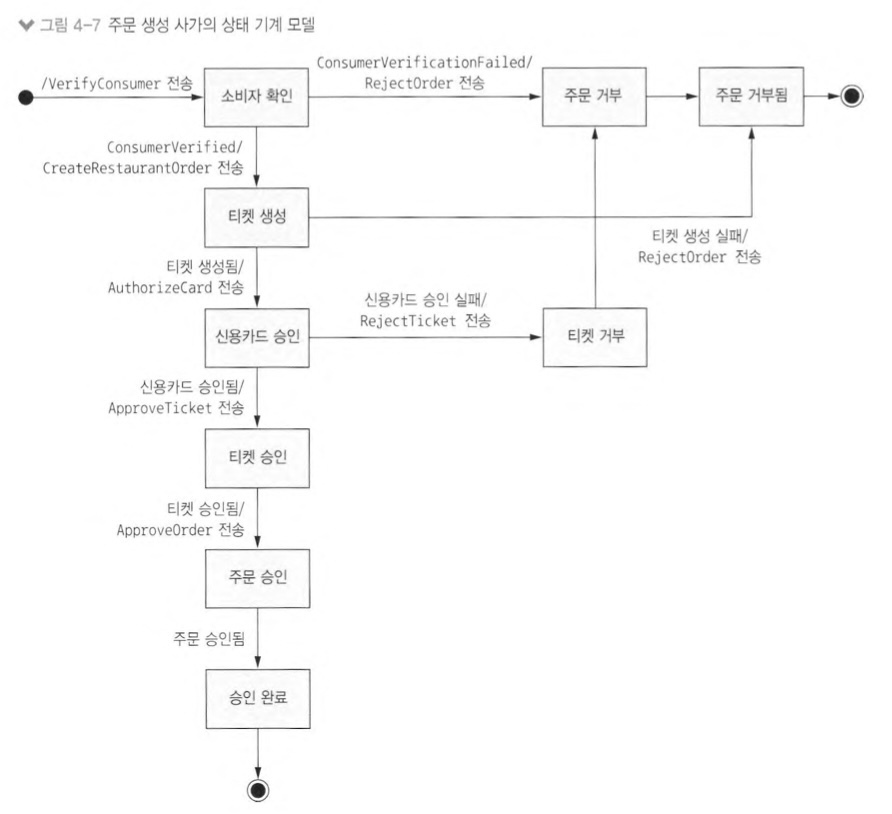 그림 4-7 주문 생성 사가의 상태 기계 모델
/VerifyConsumer 전송
소비자 확인
ConsumerVerificationFailed/
RejectOrder 전송
주문 거부
주문 거부됨
ConsumerVerified/
CreateRestaurantOrder 전송
티켓 생성
티켓 생성 실패/
RejectOrder 전송
티켓 생성됨/
AuthorizeCard 전송
신용카드 승인
신용카드 승인 실패/
RejectTicket 전송
티켓 거부
신용카드 승인됨/
ApproveTicket 전송
티켓 승인
티켓 승인됨/
ApproveOrder 전송
주문 승인
주문 승인됨
승인 완료